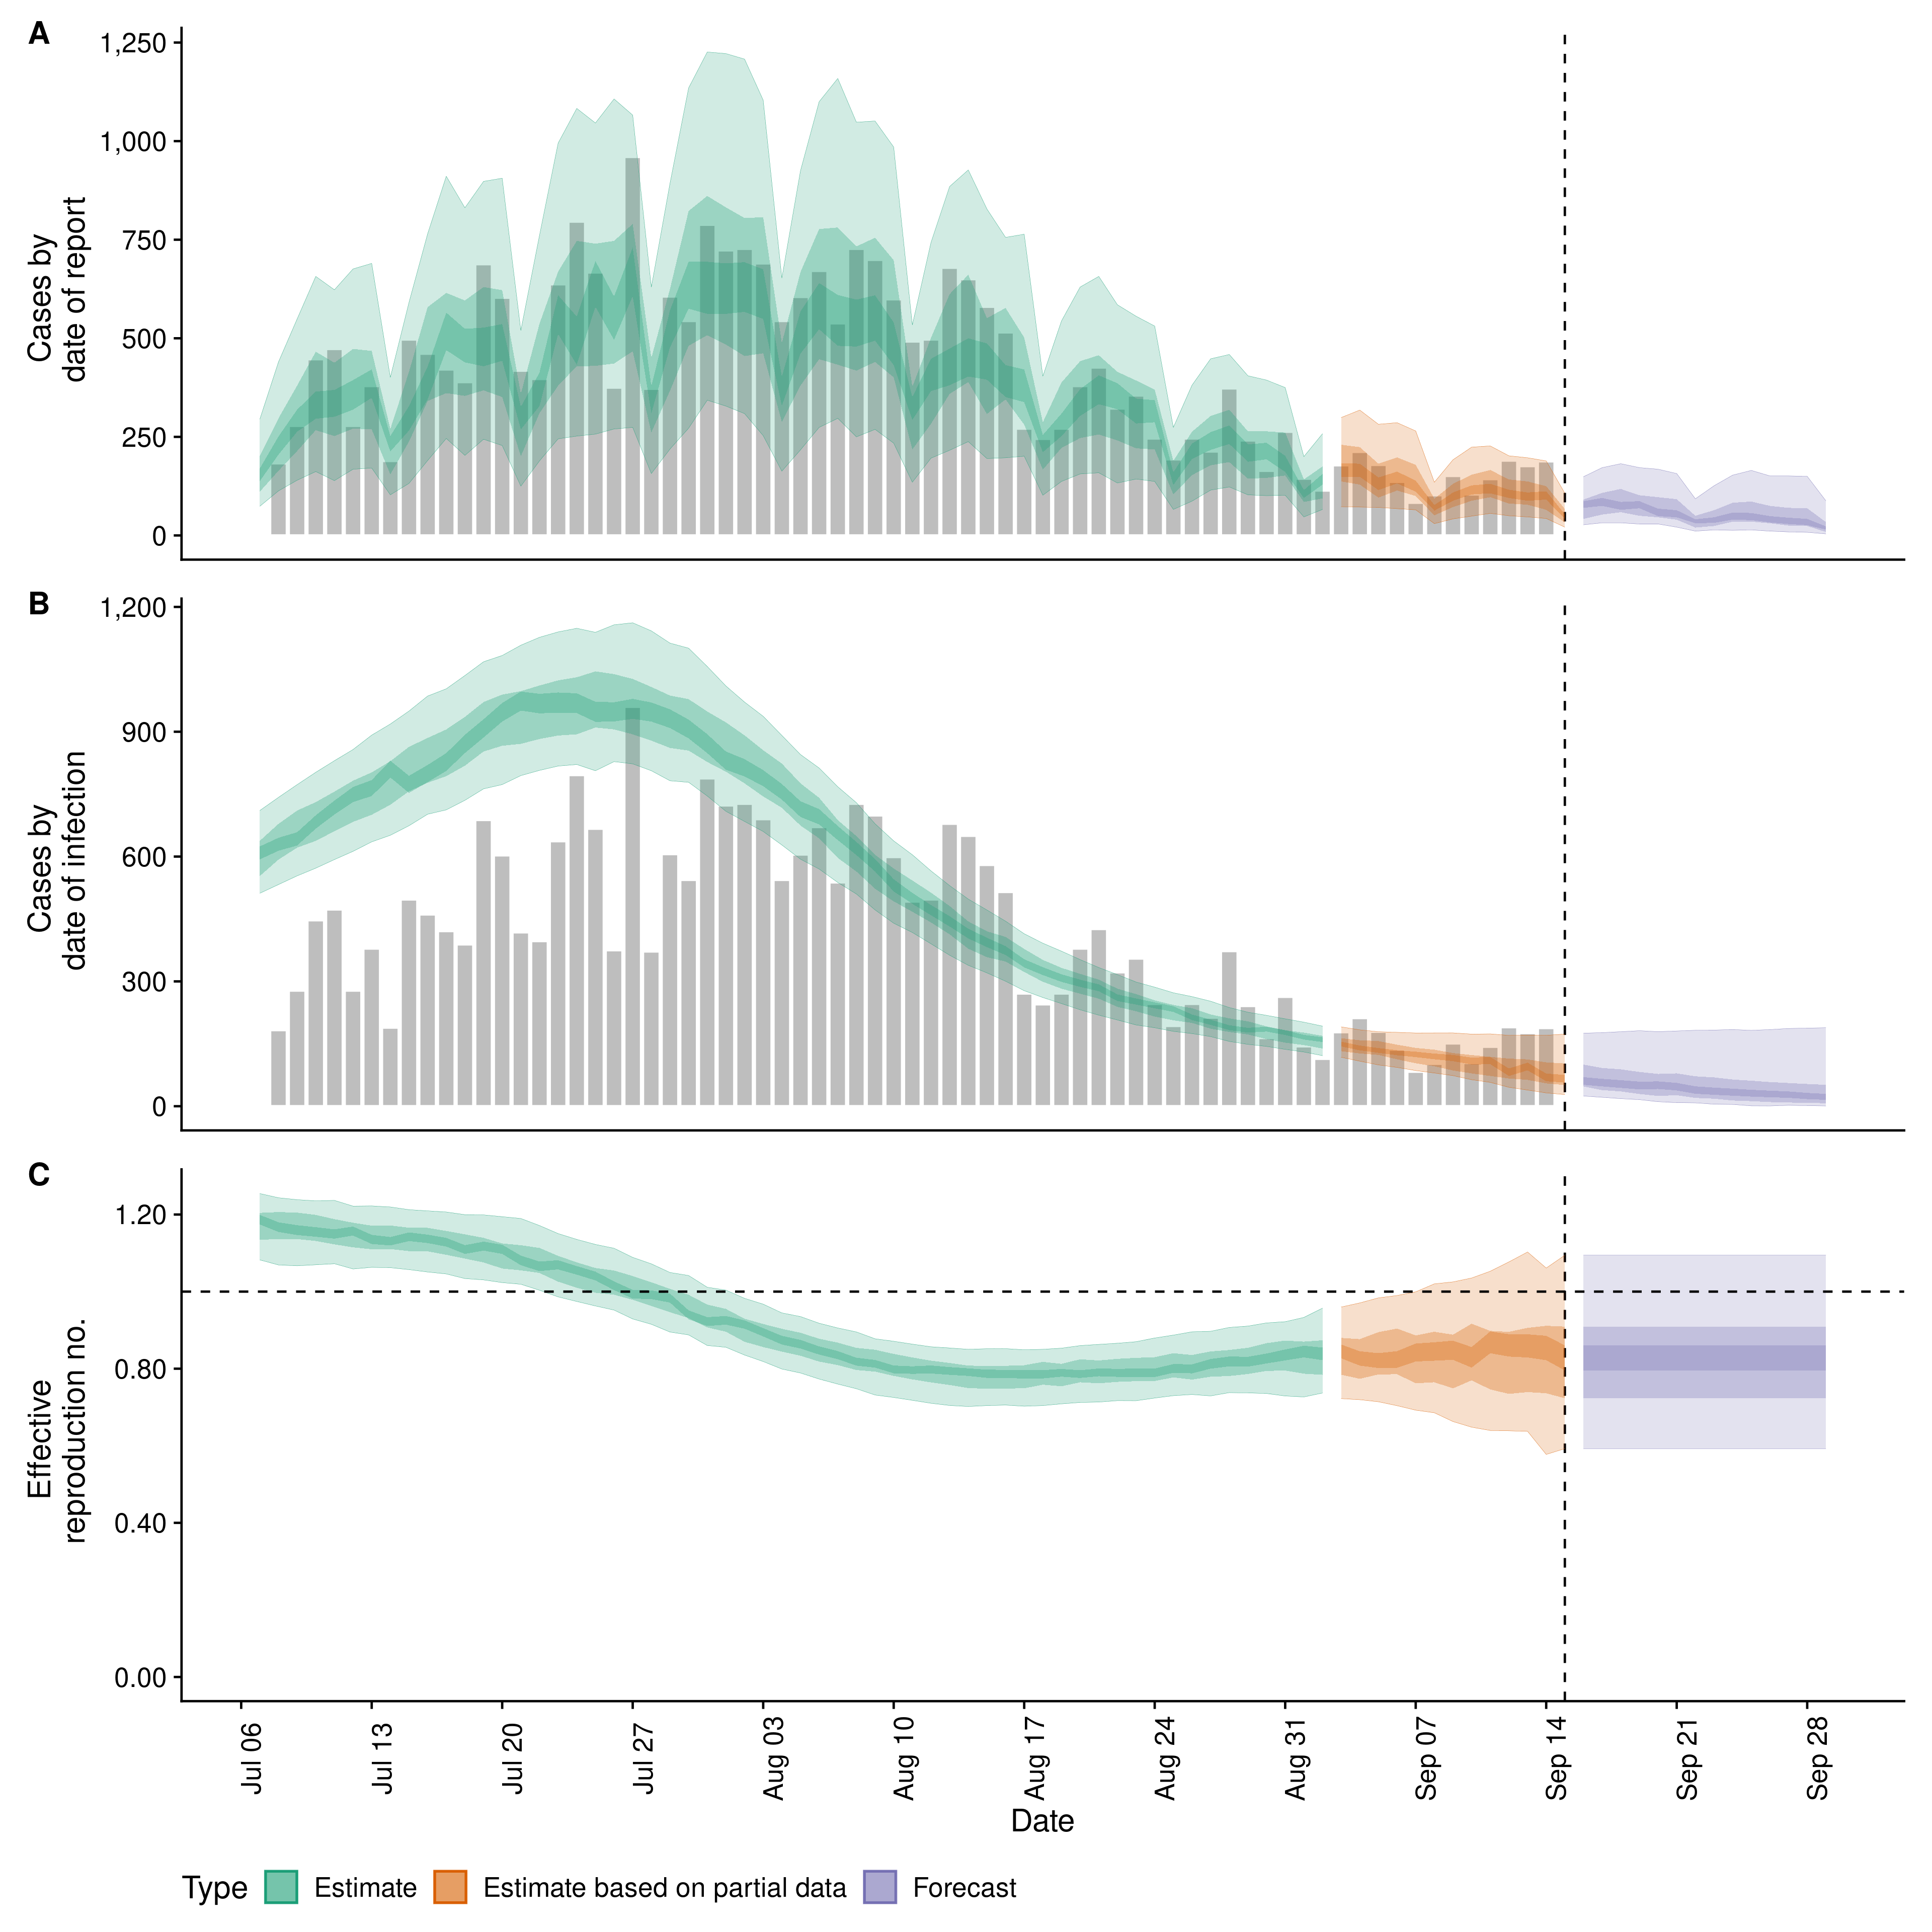 A
1,250
1,000
750
500
250
0
Cases by
date of report
B
1,200
900
600
300
0
Cases by
date of infection
C
1.20
0.80
0.40
0.00
Effective
reproduction no.
Jul 06
Jul 13
Jul 20
Jul 27
Aug 03
Aug 10
Aug 17
Aug 24
Aug 31
Sep 07
Sep 14
Sep 21
Sep 28
Date
Type Estimate Estimate based on partial data Forecast